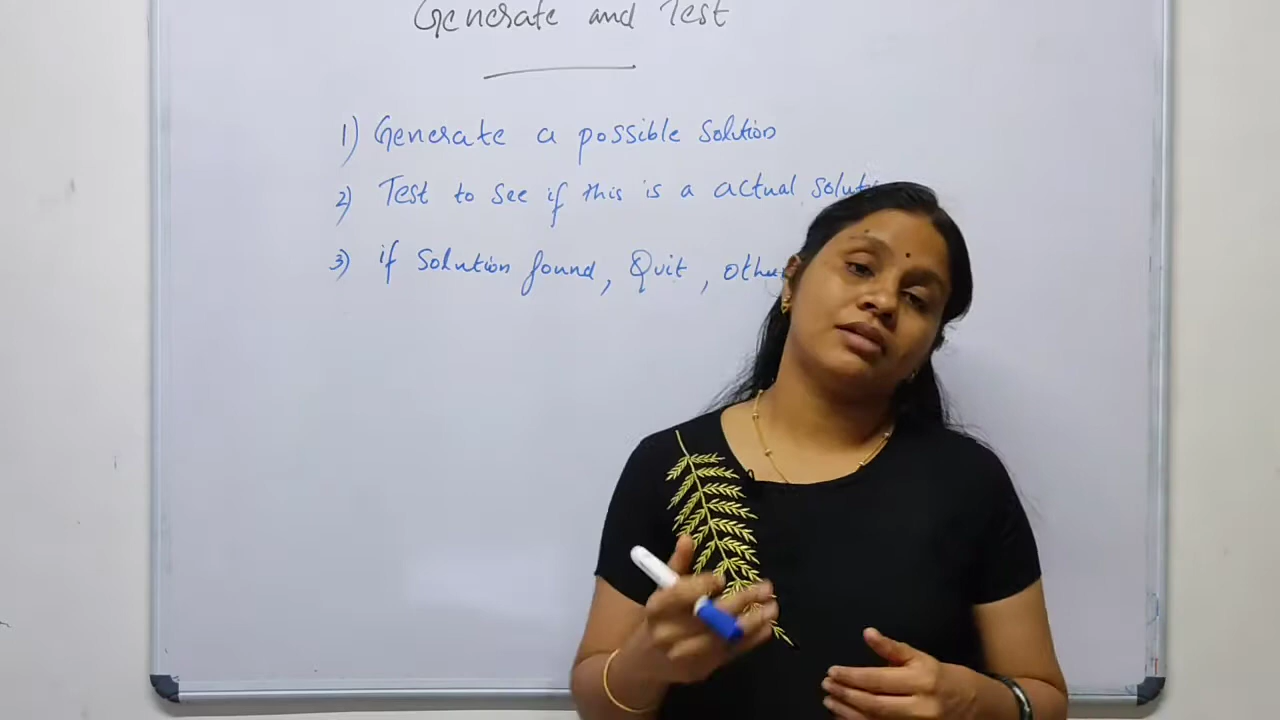 Generate and Test
1) Generate a possible Solution
2) Test to see if this is a actual
3) if Solution found, Quit,